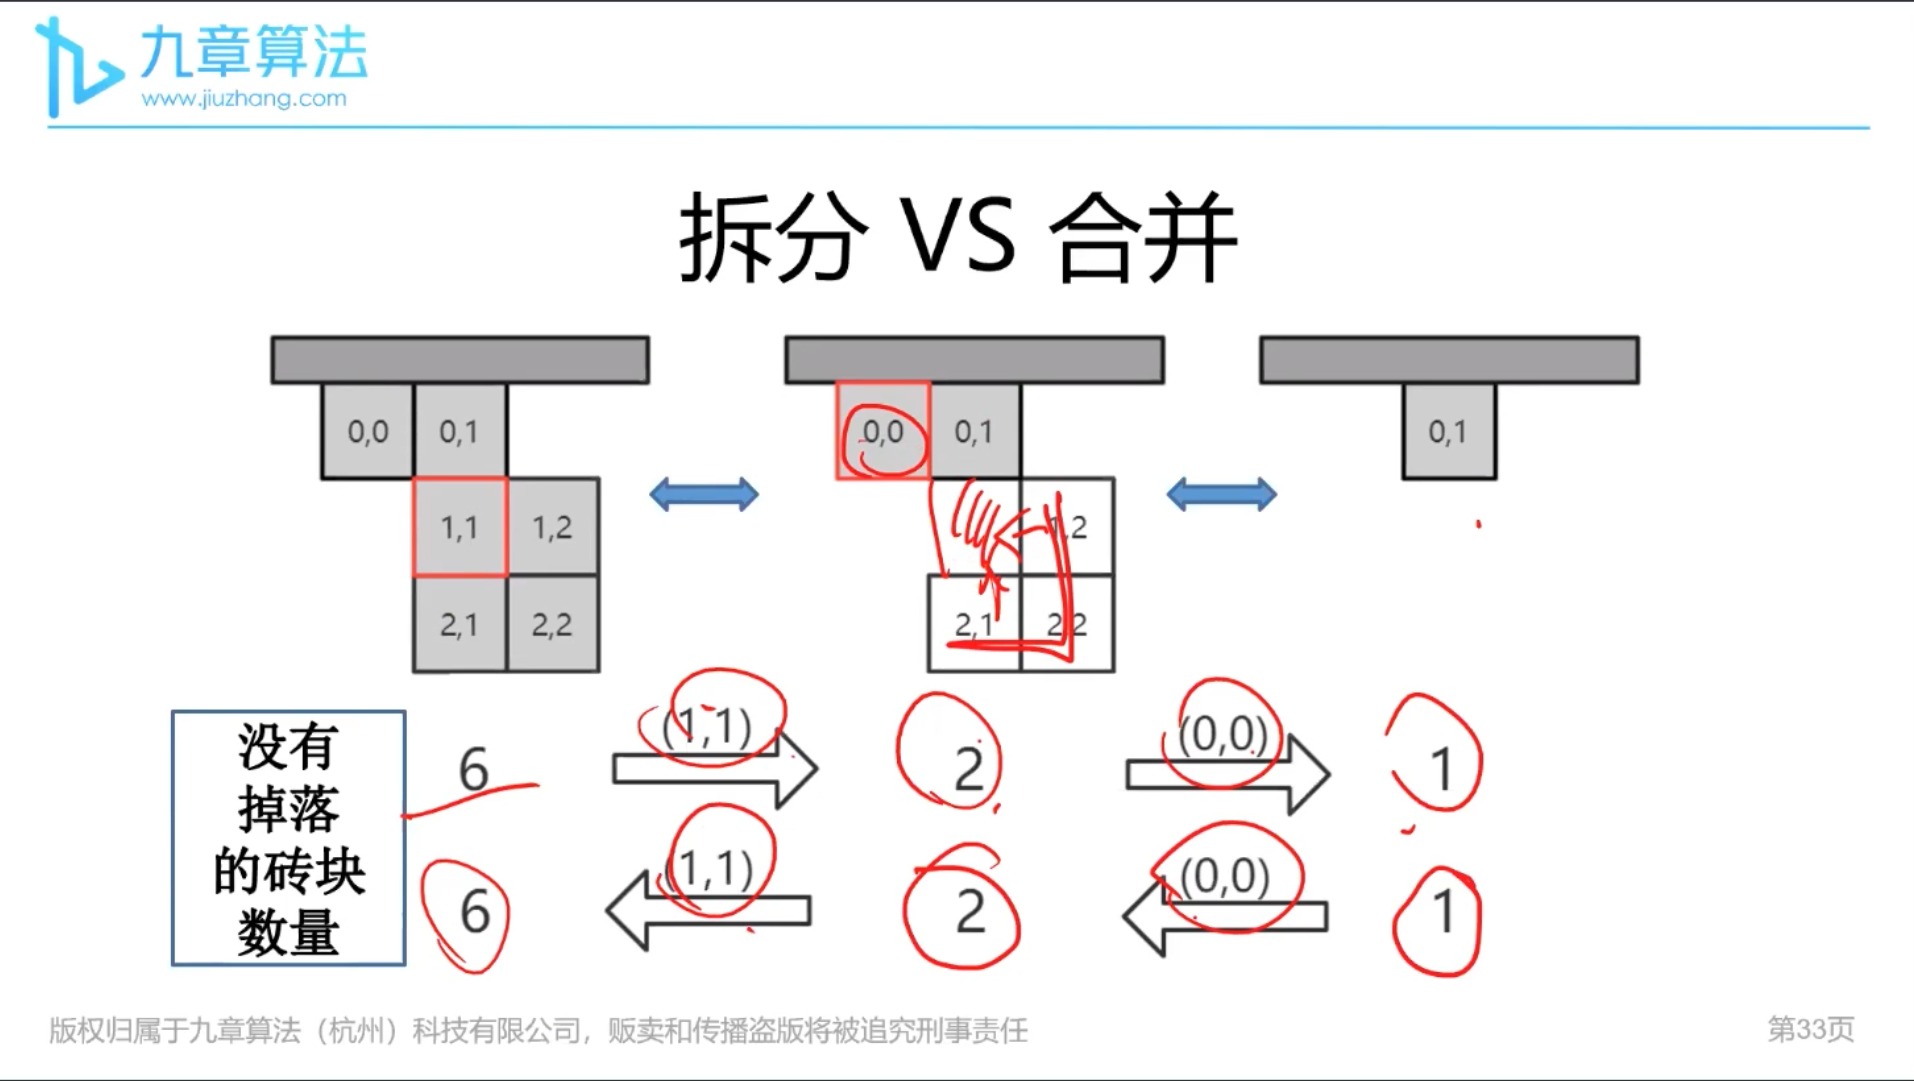 九章算法
www.jiuzhang.com
拆分 VS 合并
0,0 0,1
1,1 1,2
2,1 2,2
0,0 0,1
1,2
2,1 2,2
0,1
没有
掉落
的砖块
数量
6 (1,1) 2 (0,0) 1
6 (1,1) 2 (0,0) 1
版权归属于九章算法（杭州）科技有限公司，贩卖和传播盗版将被追究刑事责任
第33页